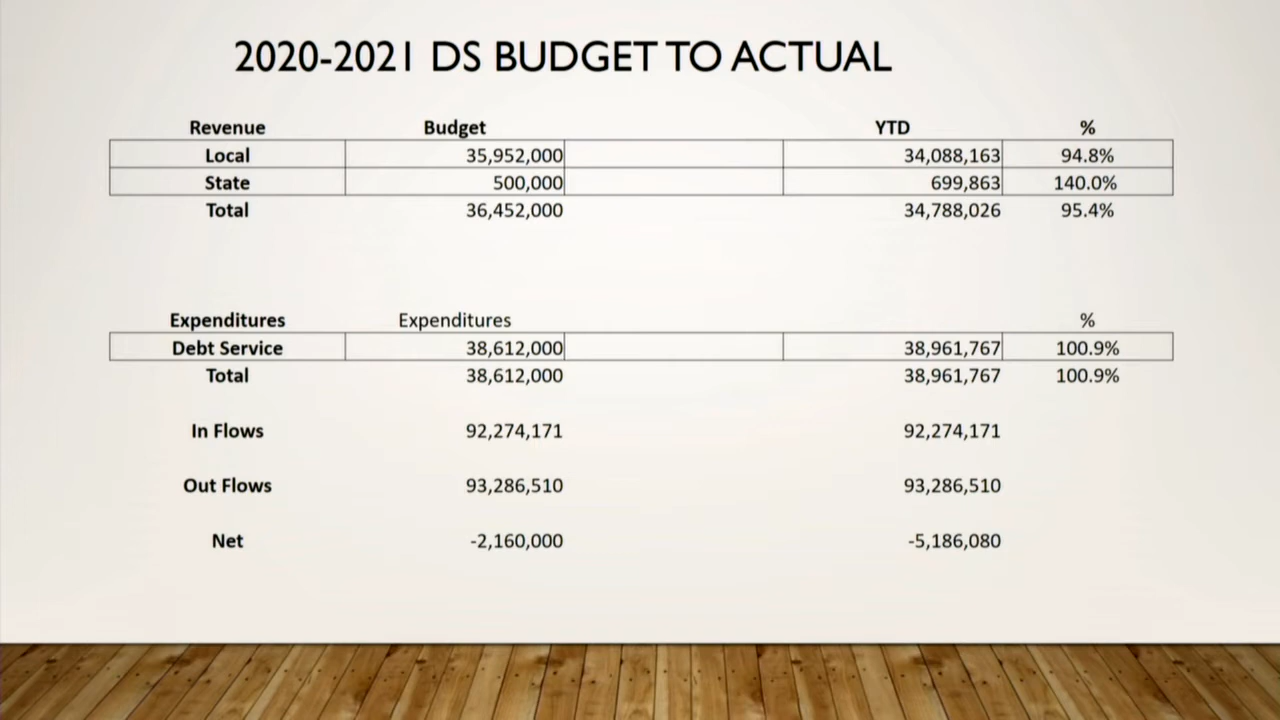 2020-2021 DS BUDGET TO ACTUAL
Revenue Budget YTD %
Local 35,952,000 34,088,163 94.8%
State 500,000 699,863 140.0%
Total 36,452,000 34,788,026 95.4%
Expenditures Expenditures %
Debt Service 38,612,000 38,961,767 100.9%
Total 38,612,000 38,961,767 100.9%
In Flows 92,274,171 92,274,171
Out Flows 93,286,510 93,286,510
Net -2,160,000 -5,186,080